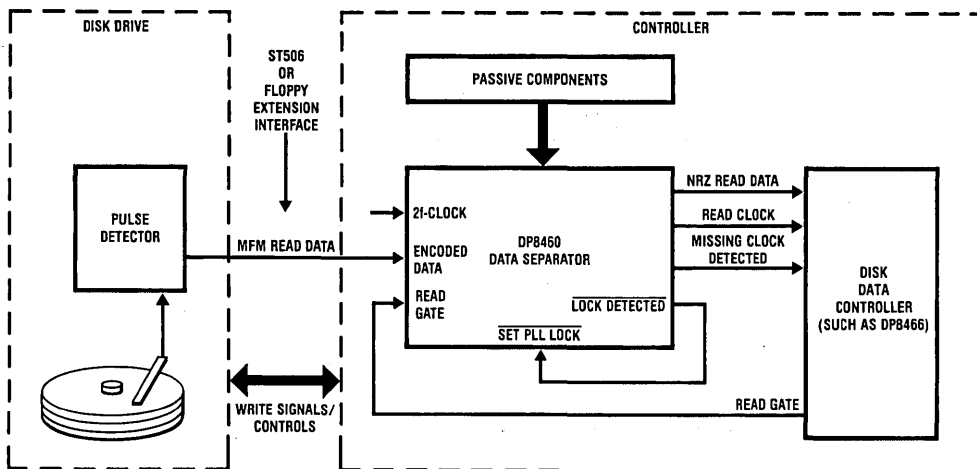 DISK DRIVE
CONTROLLER
ST506
OR
FLOPPY
EXTENSION
INTERFACE
PASSIVE COMPONENTS
PULSE
DETECTOR
MFM READ DATA
2f-CLOCK
ENCODED
DATA
READ
GATE
DP8460
DATA SEPARATOR
LOCK DETECTED
SET PLL LOCK
NRZ READ DATA
READ CLOCK
MISSING CLOCK
DETECTED
DISK
DATA
CONTROLLER
(SUCH AS DP8466)
READ GATE
WRITE SIGNALS/
CONTROLS